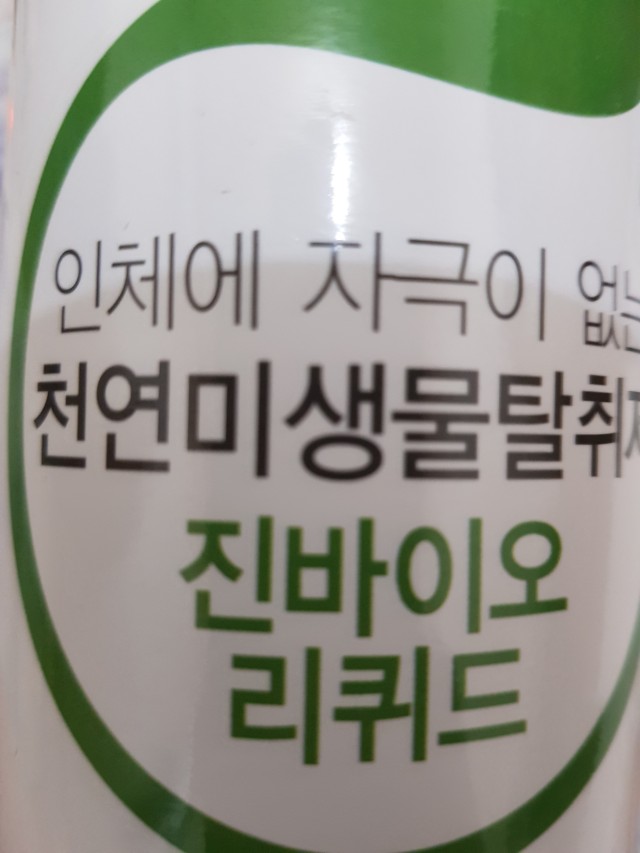 인체에 자극이 없는
천연미생물탈취제
진바이오
리퀴드